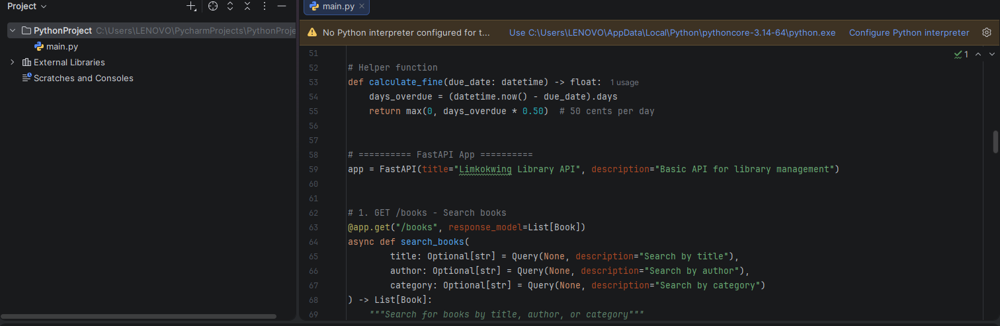 Project
PythonProject C:\Users\LENOVO\PycharmProjects\PythonProje
main.py
External Libraries
Scratches and Consoles
main.py
No Python interpreter configured for t... Use C:\Users\LENOVO\AppData\Local\Python\pythoncore-3.14-64\python.exe Configure Python interpreter
1
51
52 # Helper function
53 def calculate_fine(due_date: datetime) -> float: 1 usage
54     days_overdue = (datetime.now() - due_date).days
55     return max(0, days_overdue * 0.50)  # 50 cents per day
56
57
58 # ========== FastAPI App ==========
59 app = FastAPI(title="Limkokwing Library API", description="Basic API for library management")
60
61
62 # 1. GET /books - Search books
63 @app.get("/books", response_model=List[Book])
64 async def search_books(
65         title: Optional[str] = Query(None, description="Search by title"),
66         author: Optional[str] = Query(None, description="Search by author"),
67         category: Optional[str] = Query(None, description="Search by category")
68 ) -> List[Book]:
69     """Search for books by title, author, or category"""